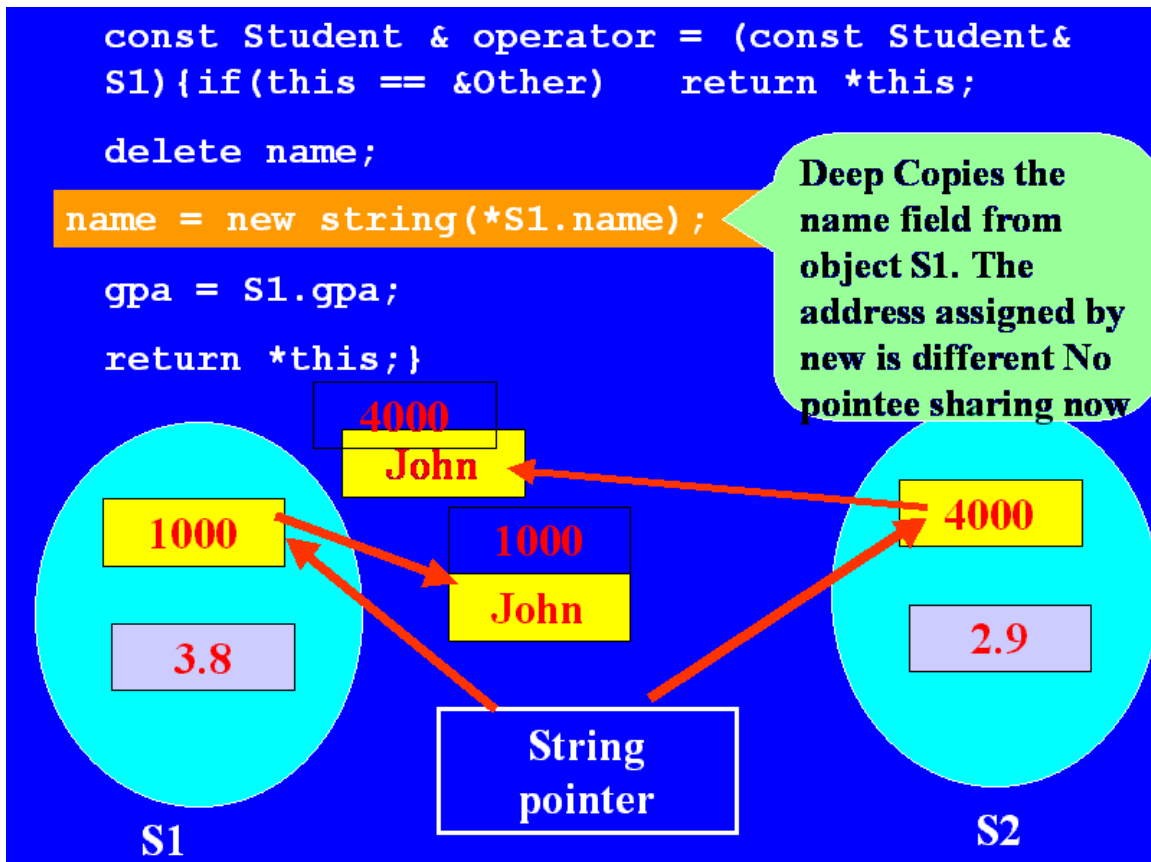 const Student & operator = (const Student&
S1){if(this == &Other) return *this;
delete name;
name = new string(*S1.name);
gpa = S1.gpa;
return *this;}
Deep Copies the
name field from
object S1. The
address assigned by
new is different No
pointee sharing now
4000
John
1000
1000
John
4000
3.8
2.9
String
pointer
S1
S2